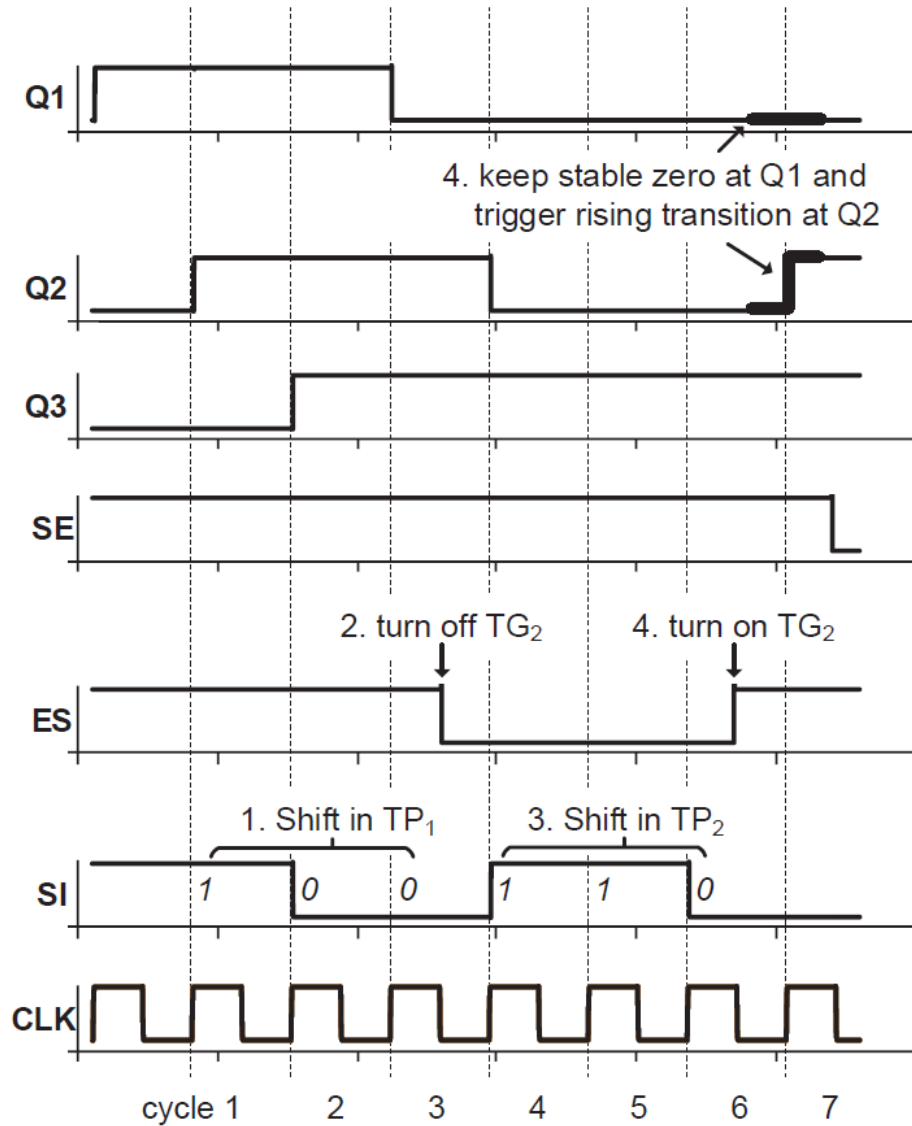 Q1
4. keep stable zero at Q1 and
trigger rising transition at Q2
Q2
Q3
SE
2. turn off TG₂
4. turn on TG₂
ES
1. Shift in TP₁
3. Shift in TP₂
SI
1 0 0 1 1 0
CLK
cycle 1 2 3 4 5 6 7